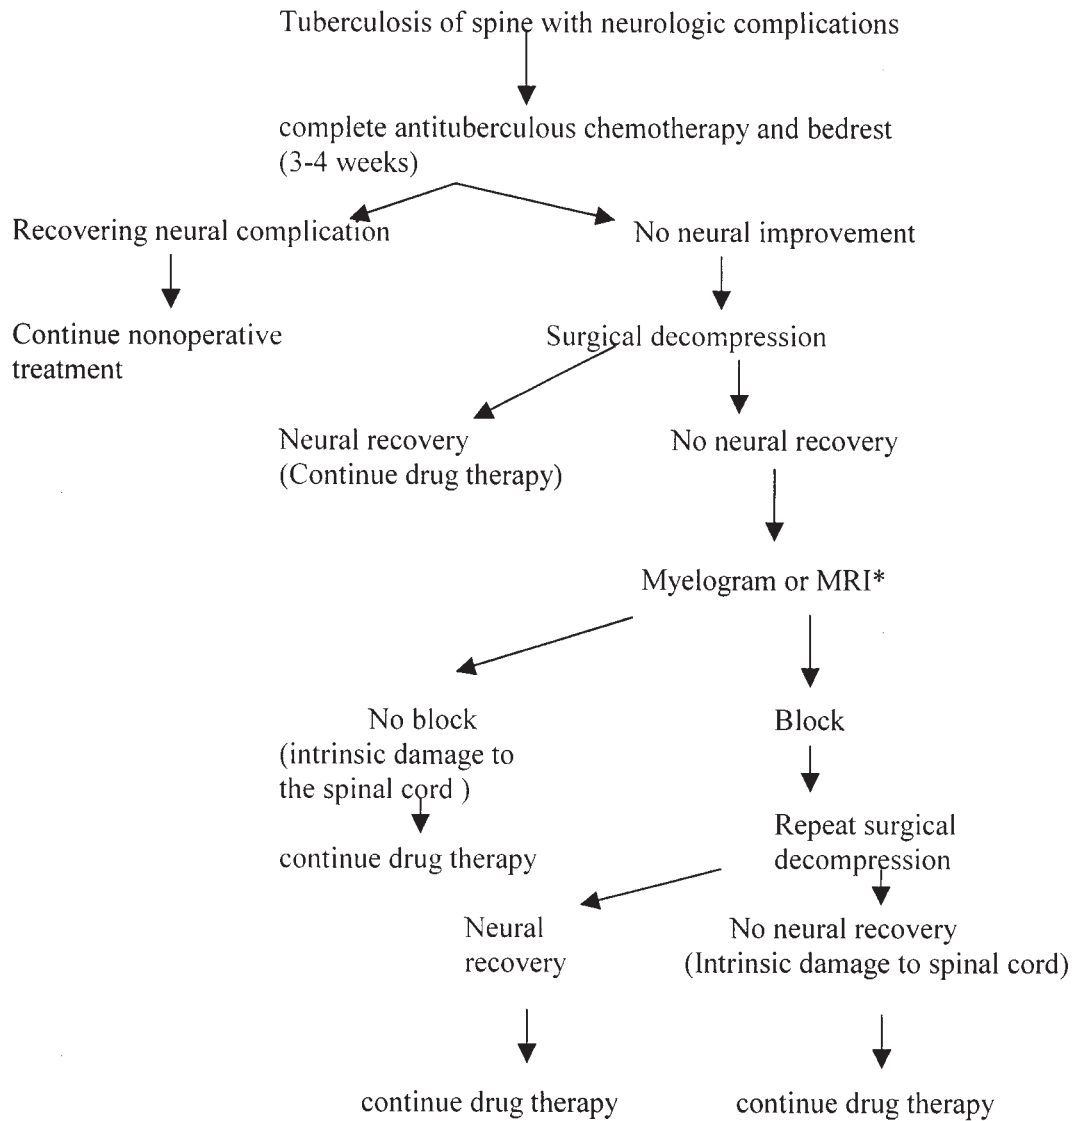 Tuberculosis of spine with neurologic complications
complete antituberculous chemotherapy and bedrest
(3-4 weeks)
Recovering neural complication
No neural improvement
Continue nonoperative
treatment
Surgical decompression
Neural recovery
(Continue drug therapy)
No neural recovery
Myelogram or MRI*
No block
(intrinsic damage to
the spinal cord )
continue drug therapy
Block
Repeat surgical
decompression
Neural
recovery
No neural recovery
(Intrinsic damage to spinal cord)
continue drug therapy
continue drug therapy